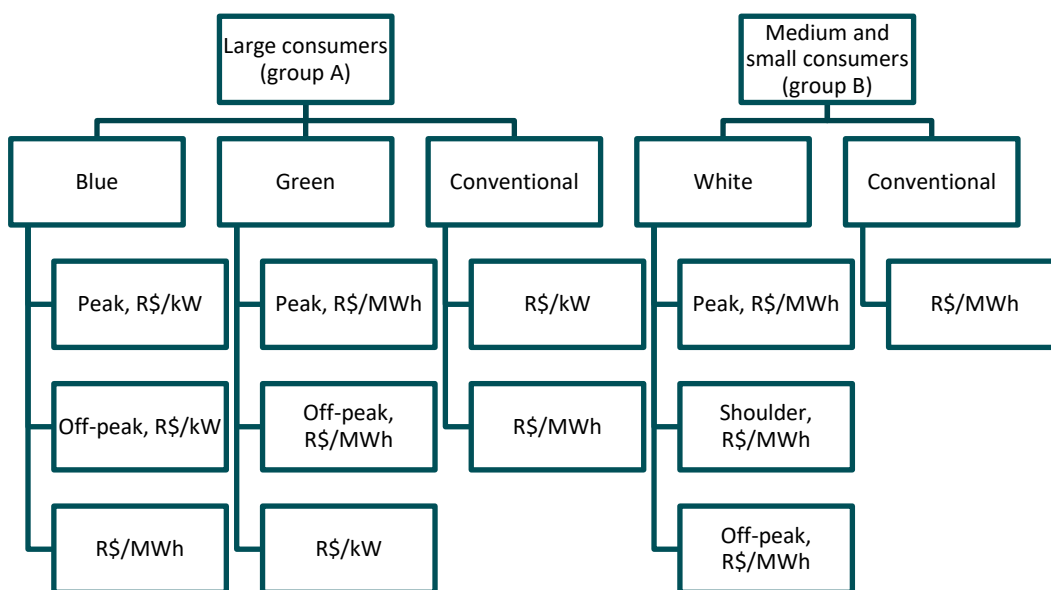 Large consumers
(group A)
Medium and
small consumers
(group B)
Blue
Green
Conventional
White
Conventional
Peak, R$/kW
Peak, R$/MWh
R$/kW
Peak, R$/MWh
R$/MWh
Off-peak, R$/kW
Off-peak,
R$/MWh
R$/MWh
Shoulder,
R$/MWh
R$/MWh
R$/kW
Off-peak,
R$/MWh